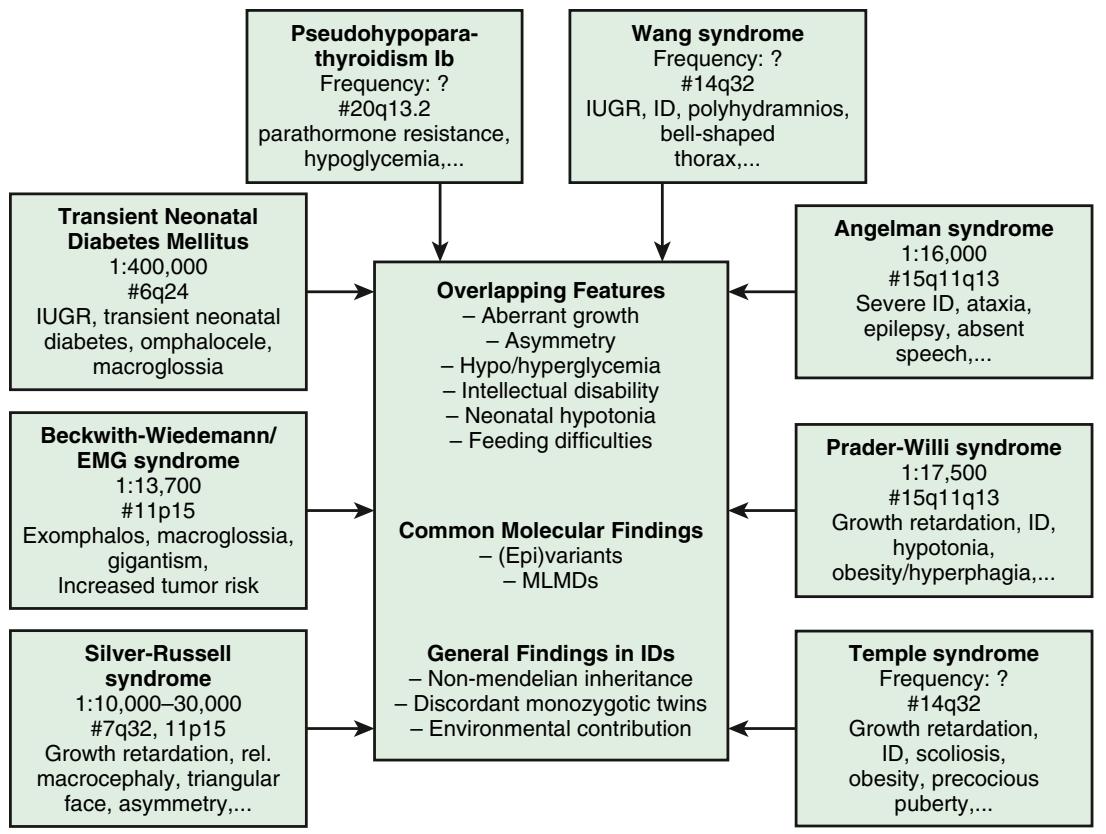 Pseudohypopara-
thyroidism Ib
Frequency: ?
#20q13.2
parathormone resistance,
hypoglycemia,...
Wang syndrome
Frequency: ?
#14q32
IUGR, ID, polyhydramnios,
bell-shaped
thorax,...
Transient Neonatal
Diabetes Mellitus
1:400,000
#6q24
IUGR, transient neonatal
diabetes, omphalocele,
macroglossia
Beckwith-Wiedemann/
EMG syndrome
1:13,700
#11p15
Exomphalos, macroglossia,
gigantism,
Increased tumor risk
Silver-Russell
syndrome
1:10,000–30,000
#7q32, 11p15
Growth retardation, rel.
macrocephaly, triangular
face, asymmetry,...
Overlapping Features
– Aberrant growth
– Asymmetry
– Hypo/hyperglycemia
– Intellectual disability
– Neonatal hypotonia
– Feeding difficulties
Common Molecular Findings
– (Epi)variants
– MLMDs
General Findings in IDs
– Non-mendelian inheritance
– Discordant monozygotic twins
– Environmental contribution
Angelman syndrome
1:16,000
#15q11q13
Severe ID, ataxia,
epilepsy, absent
speech,...
Prader-Willi syndrome
1:17,500
#15q11q13
Growth retardation, ID,
hypotonia,
obesity/hyperphagia,...
Temple syndrome
Frequency: ?
#14q32
Growth retardation,
ID, scoliosis,
obesity, precocious
puberty,...